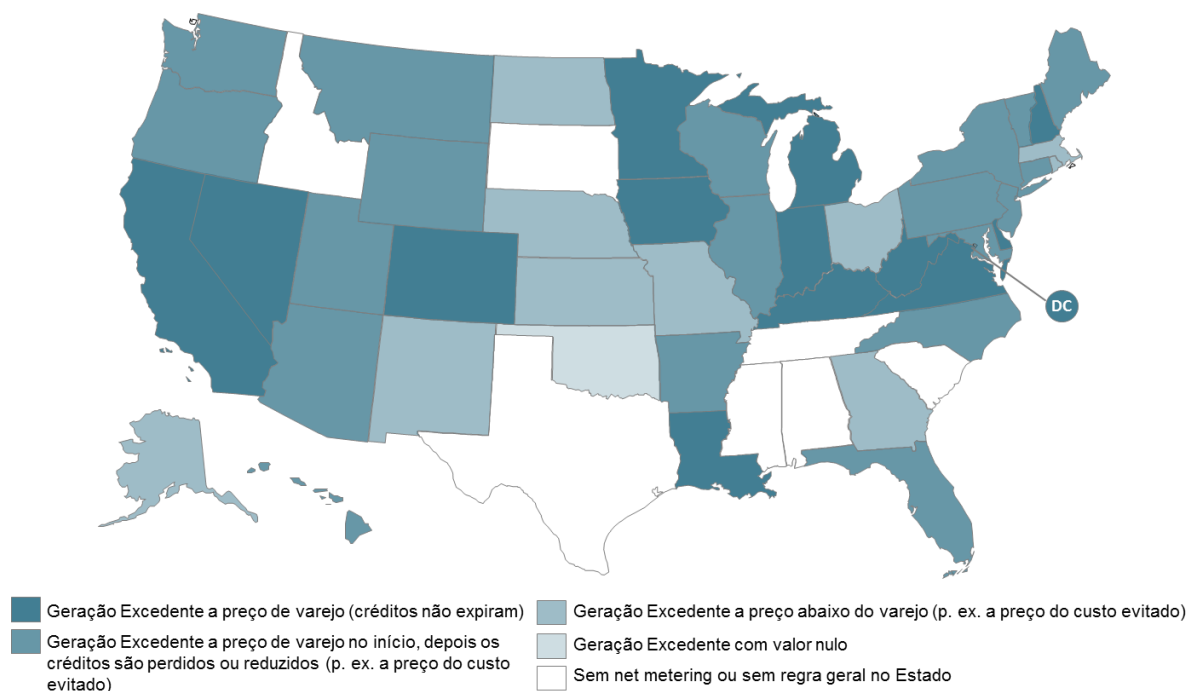 DC
Geração Excedente a preço de varejo (créditos não expiram)
Geração Excedente a preço de varejo no início, depois os
créditos são perdidos ou reduzidos (p. ex. a preço do custo
evitado)
Geração Excedente a preço abaixo do varejo (p. ex. a preço do custo evitado)
Geração Excedente com valor nulo
Sem net metering ou sem regra geral no Estado